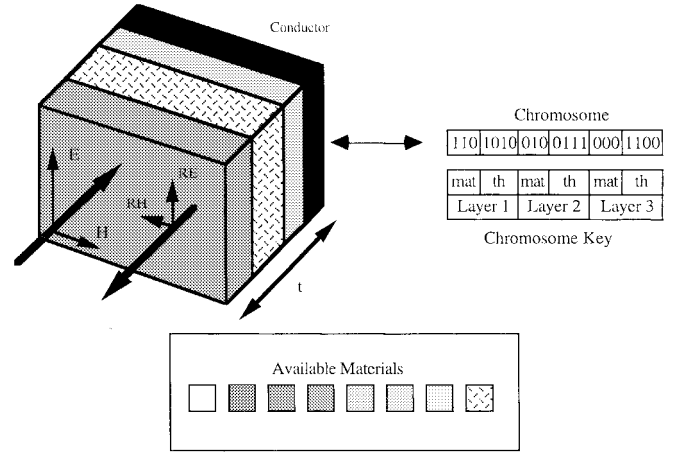 Conductor
E
RE
RH
H
t
Chromosome
110 1010 010 0111 000 1100
mat th mat th mat th
Layer 1 Layer 2 Layer 3
Chromosome Key
Available Materials